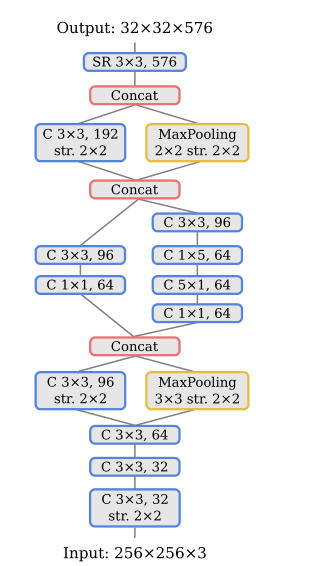 Output: 32×32×576
SR 3×3, 576
Concat
C 3×3, 192
str. 2×2
MaxPooling
2×2 str. 2×2
Concat
C 3×3, 96
C 3×3, 96
C 1×5, 64
C 1×1, 64
C 5×1, 64
C 1×1, 64
Concat
C 3×3, 96
str. 2×2
MaxPooling
3×3 str. 2×2
C 3×3, 64
C 3×3, 32
C 3×3, 32
str. 2×2
Input: 256×256×3